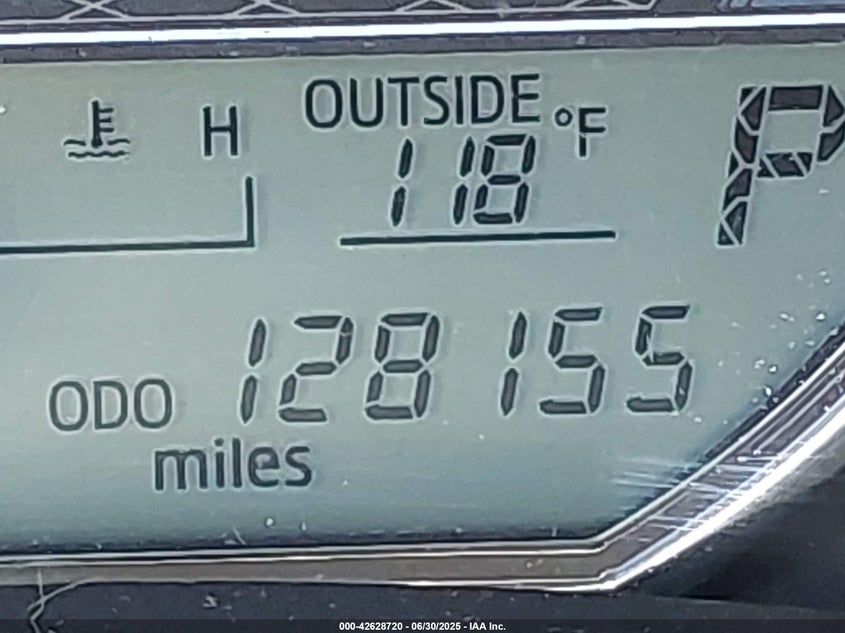 H OUTSIDE °F P
118
ODO 128155
miles
000-42628720 - 06/30/2025 - IAA Inc.